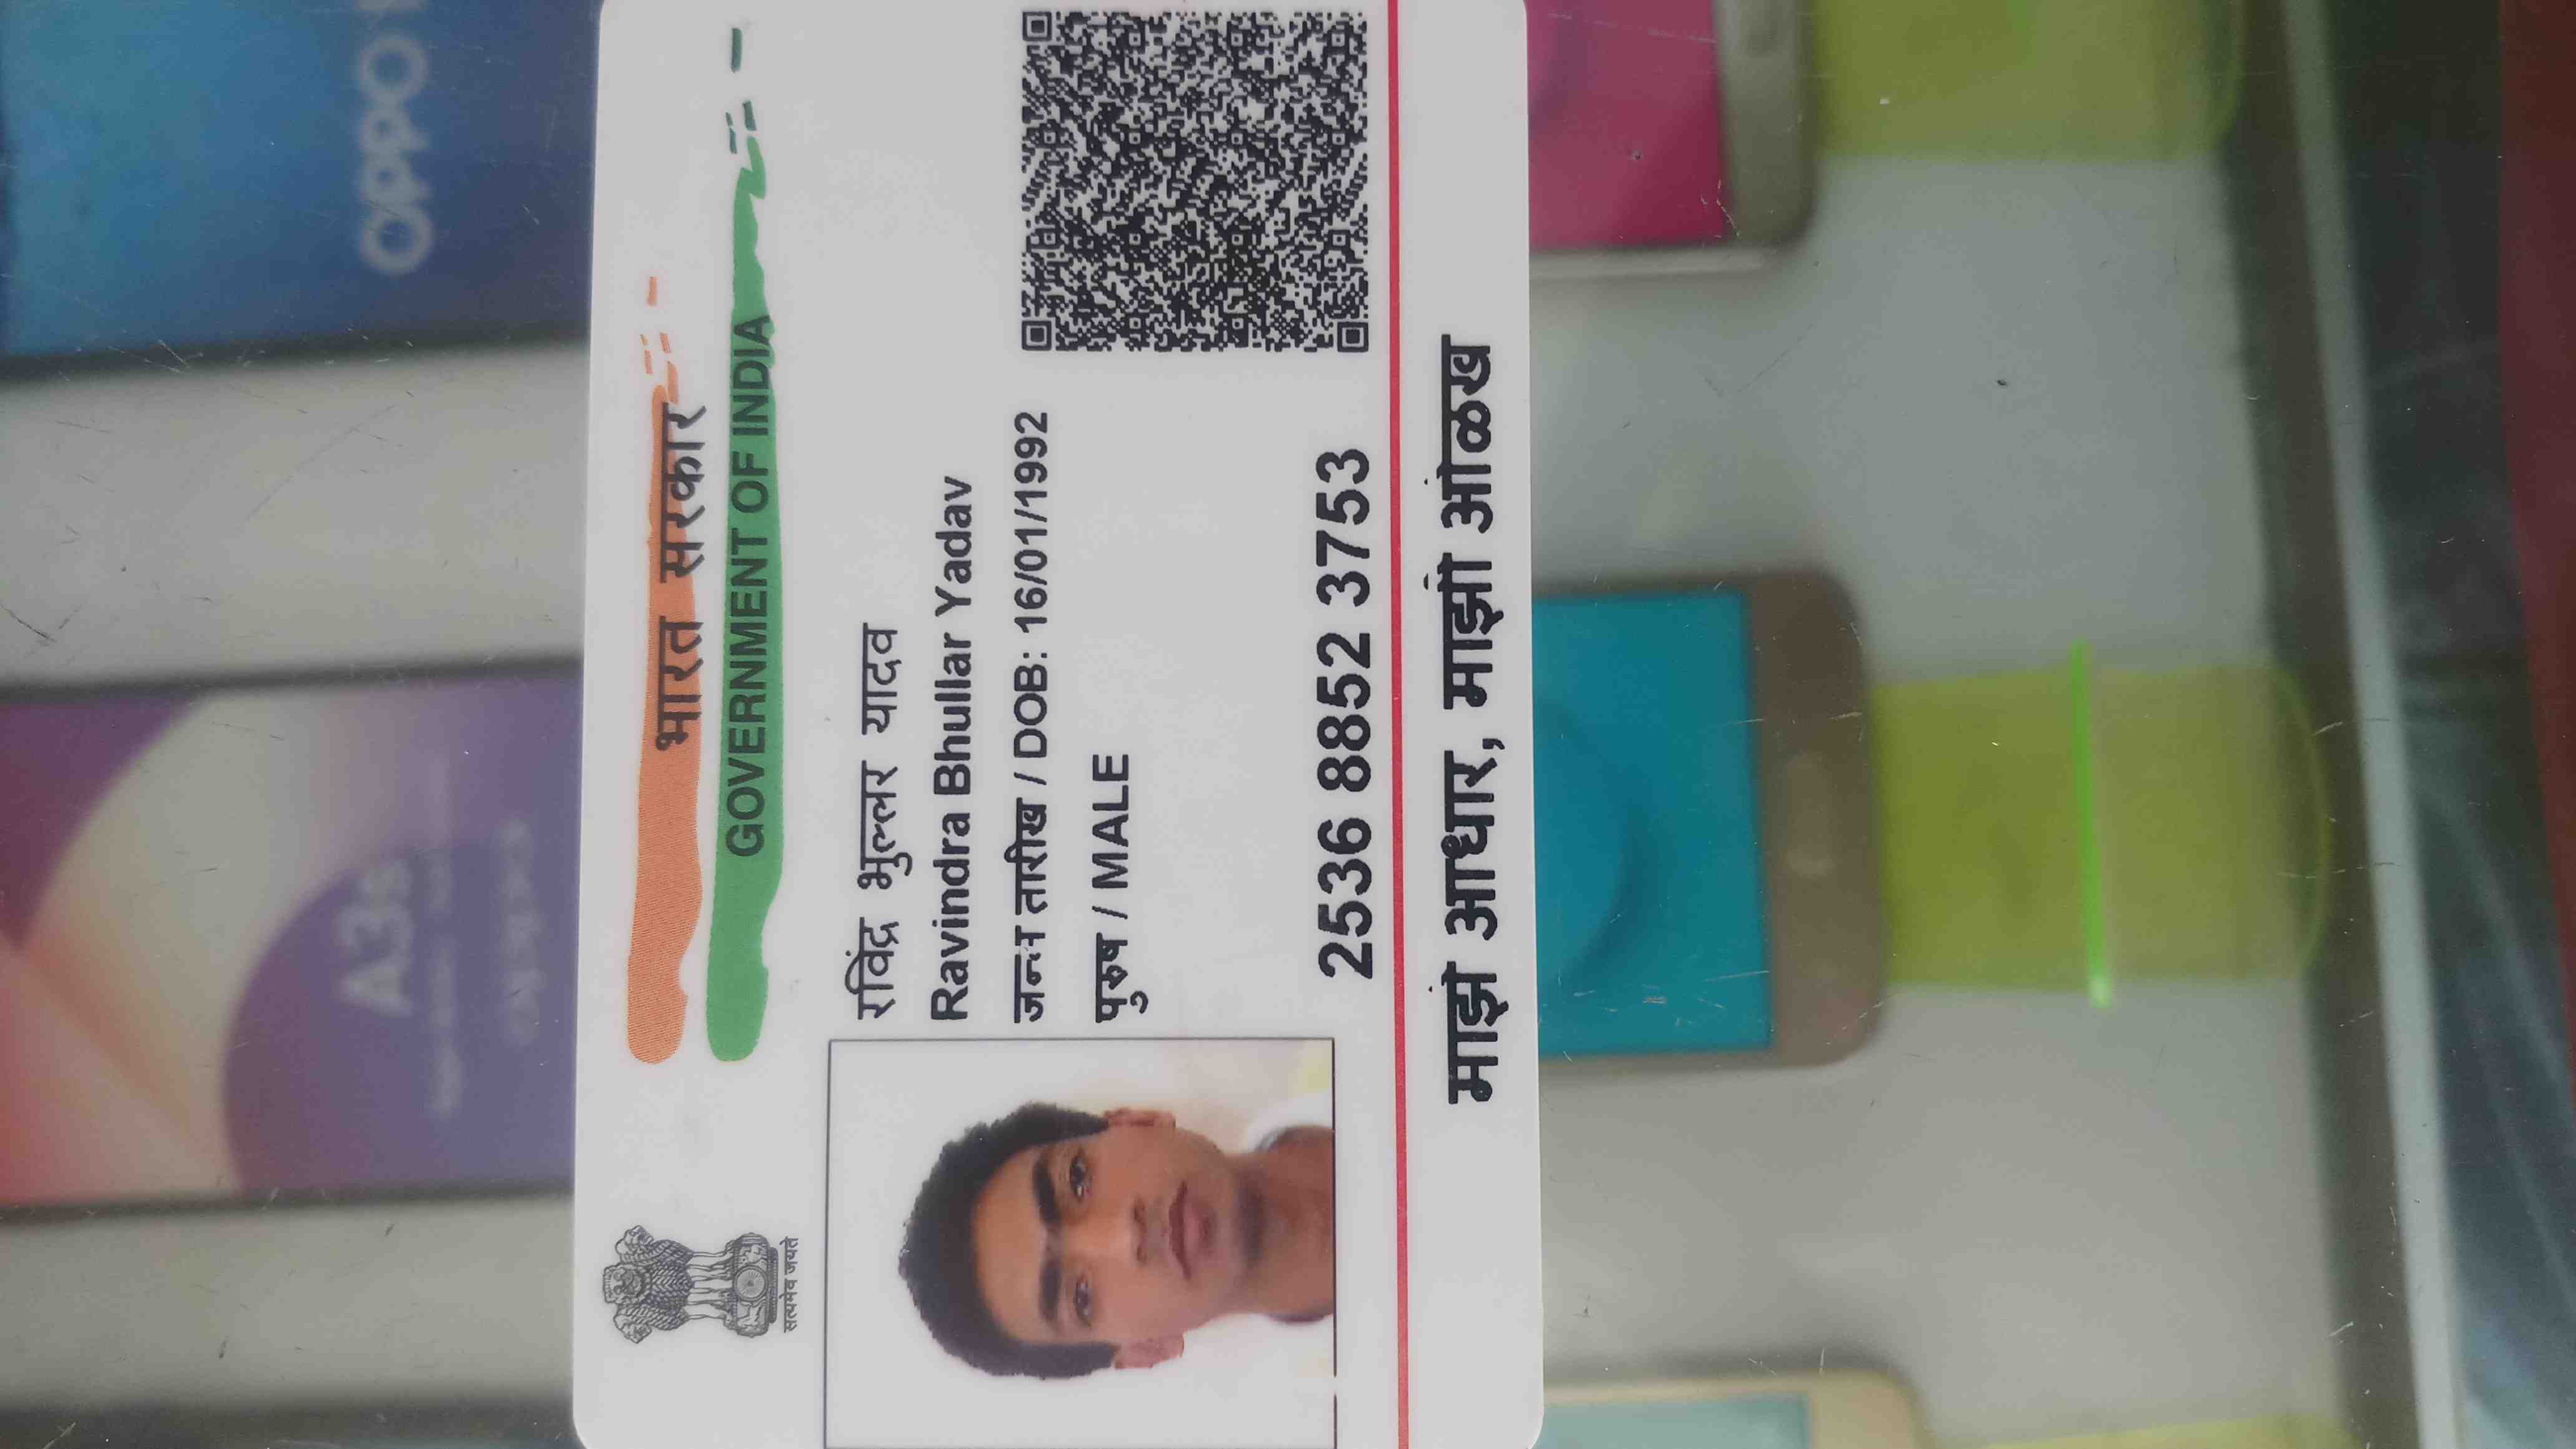 भारत सरकार
GOVERNMENT OF INDIA
सत्यमेव जयते
रविंद्र भुल्लर यादव
Ravindra Bhullar Yadav
जन्म तारीख / DOB: 16/01/1992
पुरुष / MALE
2536 8852 3753
माझे आधार, माझी ओळख
oppo
A3s